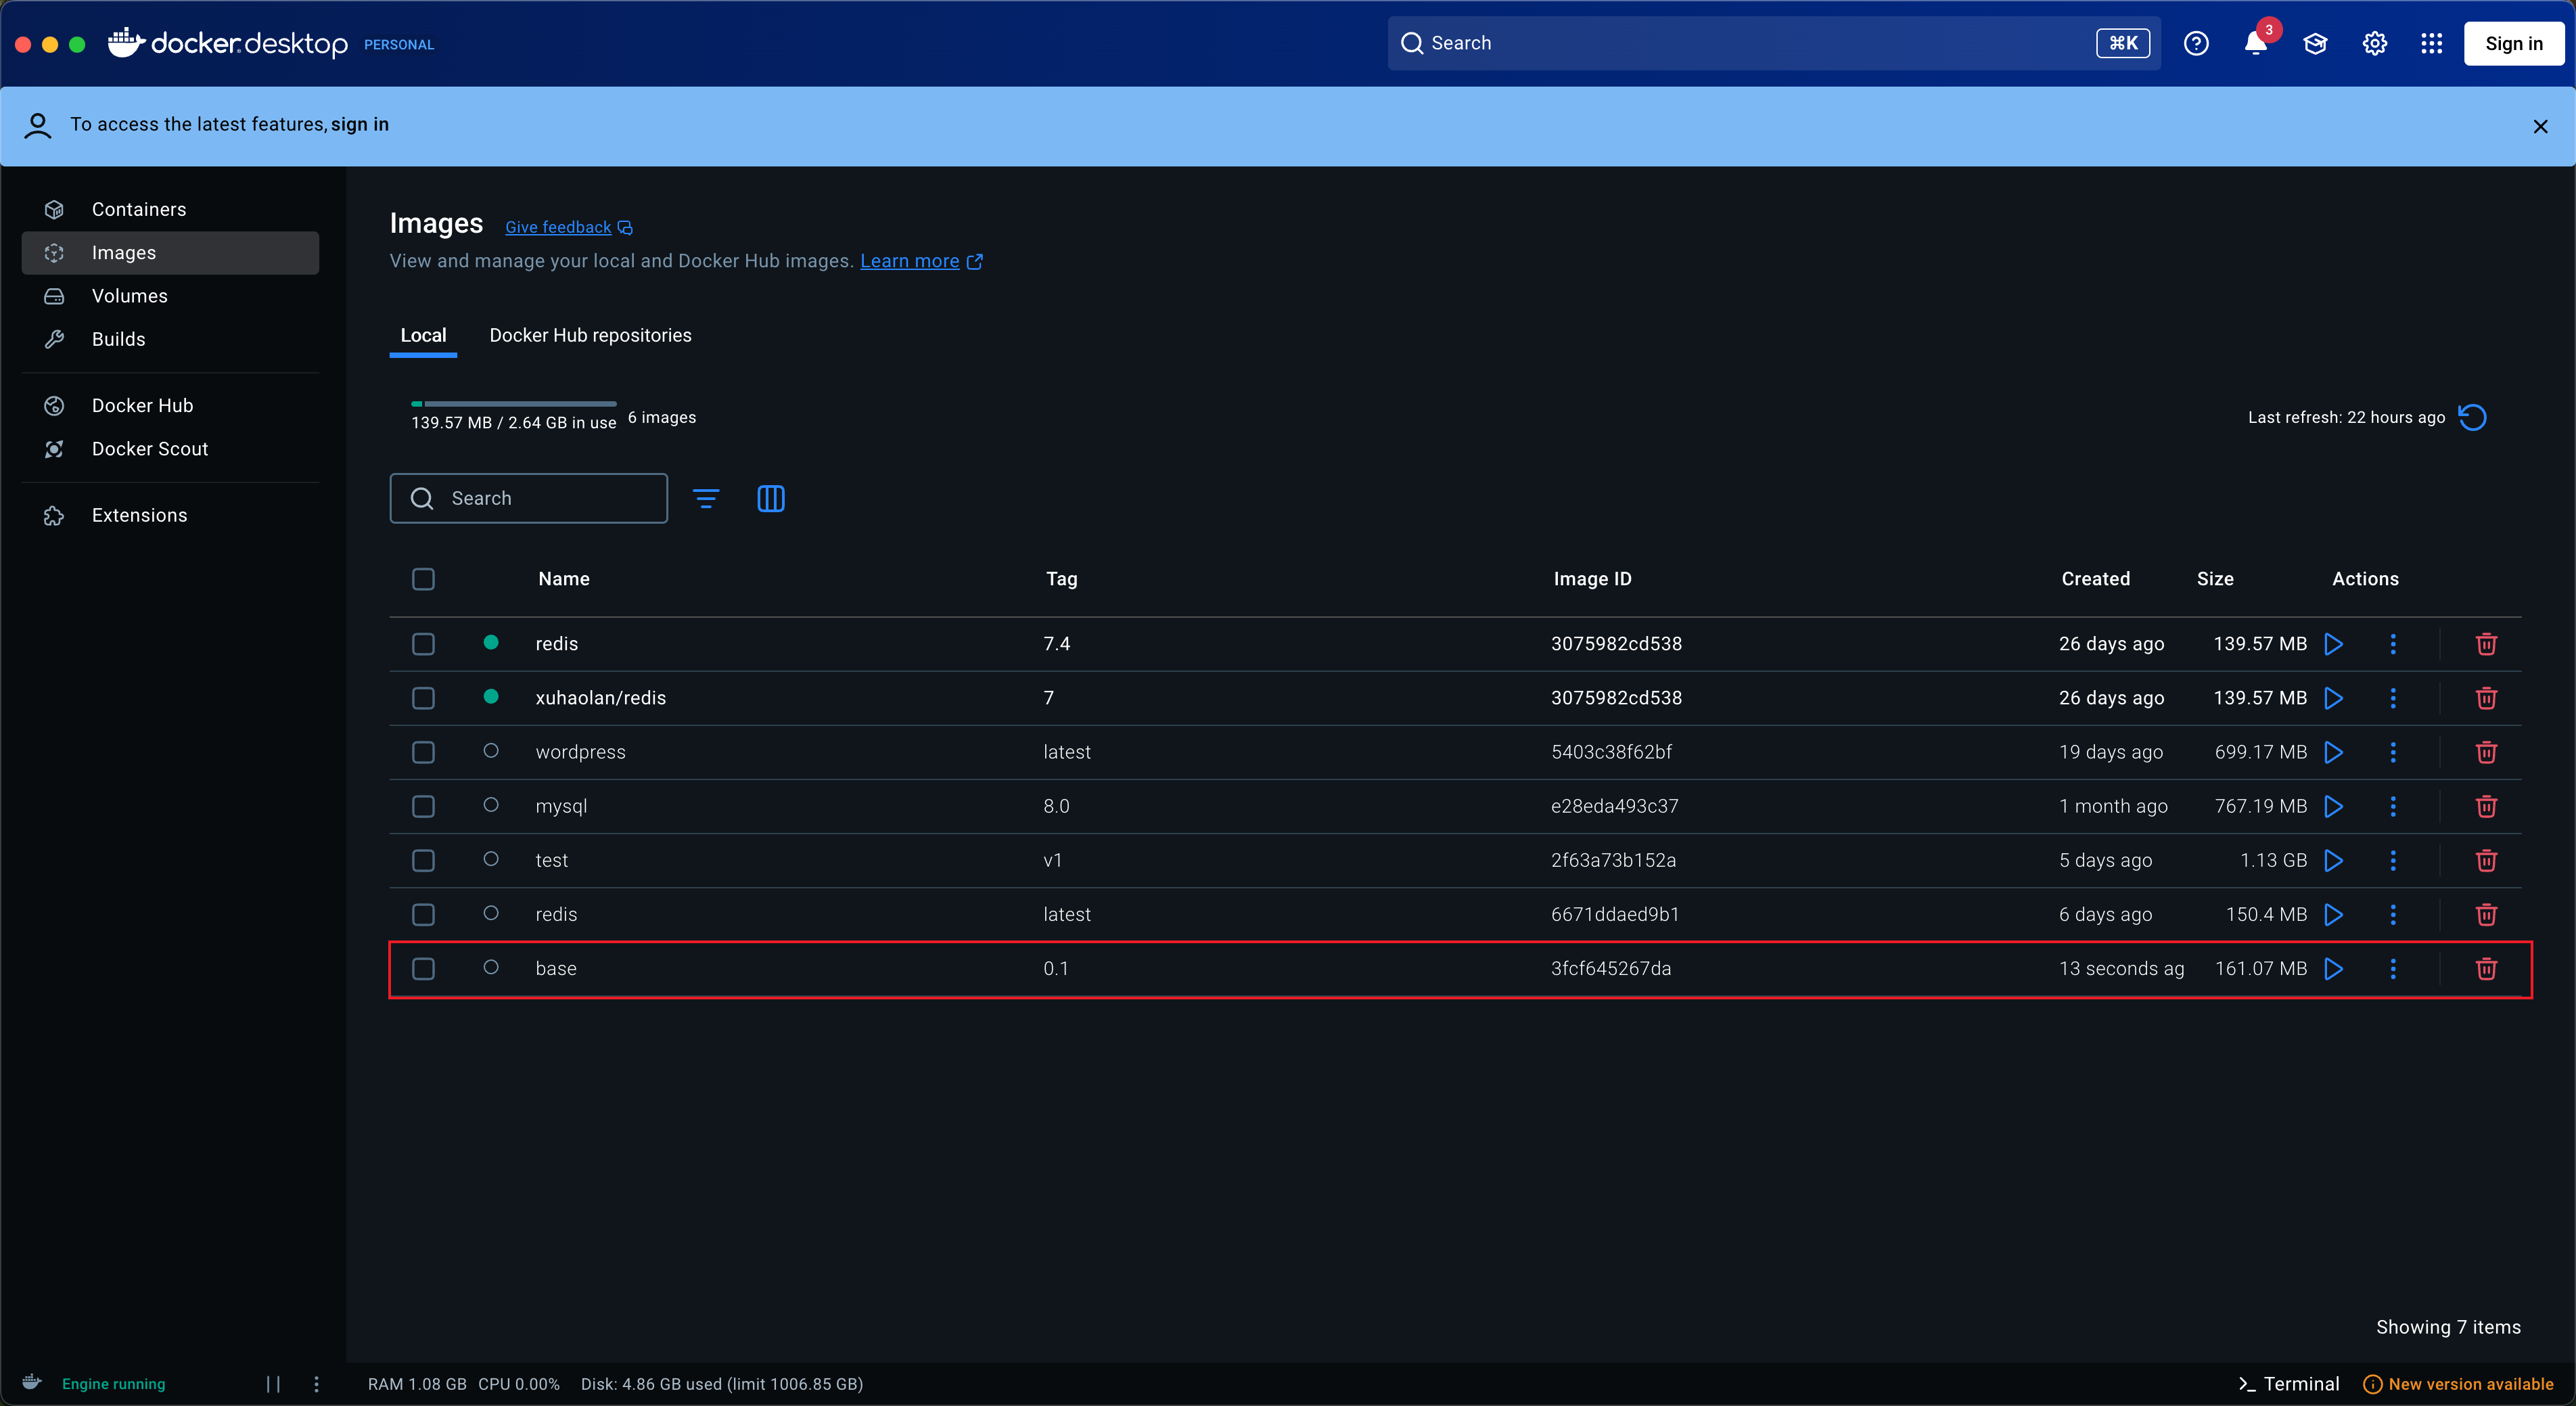 docker.desktop PERSONAL
Search ⌘K 3 Sign in
To access the latest features, sign in
Containers
Images
Volumes
Builds
Docker Hub
Docker Scout
Extensions
Images Give feedback
View and manage your local and Docker Hub images. Learn more
Local Docker Hub repositories
139.57 MB / 2.64 GB in use 6 images
Last refresh: 22 hours ago
Search
Name Tag Image ID Created Size Actions
redis 7.4 3075982cd538 26 days ago 139.57 MB
xuhaolan/redis 7 3075982cd538 26 days ago 139.57 MB
wordpress latest 5403c38f62bf 19 days ago 699.17 MB
mysql 8.0 e28eda493c37 1 month ago 767.19 MB
test v1 2f63a73b152a 5 days ago 1.13 GB
redis latest 6671ddaed9b1 6 days ago 150.4 MB
base 0.1 3fcf645267da 13 seconds ag 161.07 MB
Showing 7 items
Engine running RAM 1.08 GB CPU 0.00% Disk: 4.86 GB used (limit 1006.85 GB) Terminal New version available